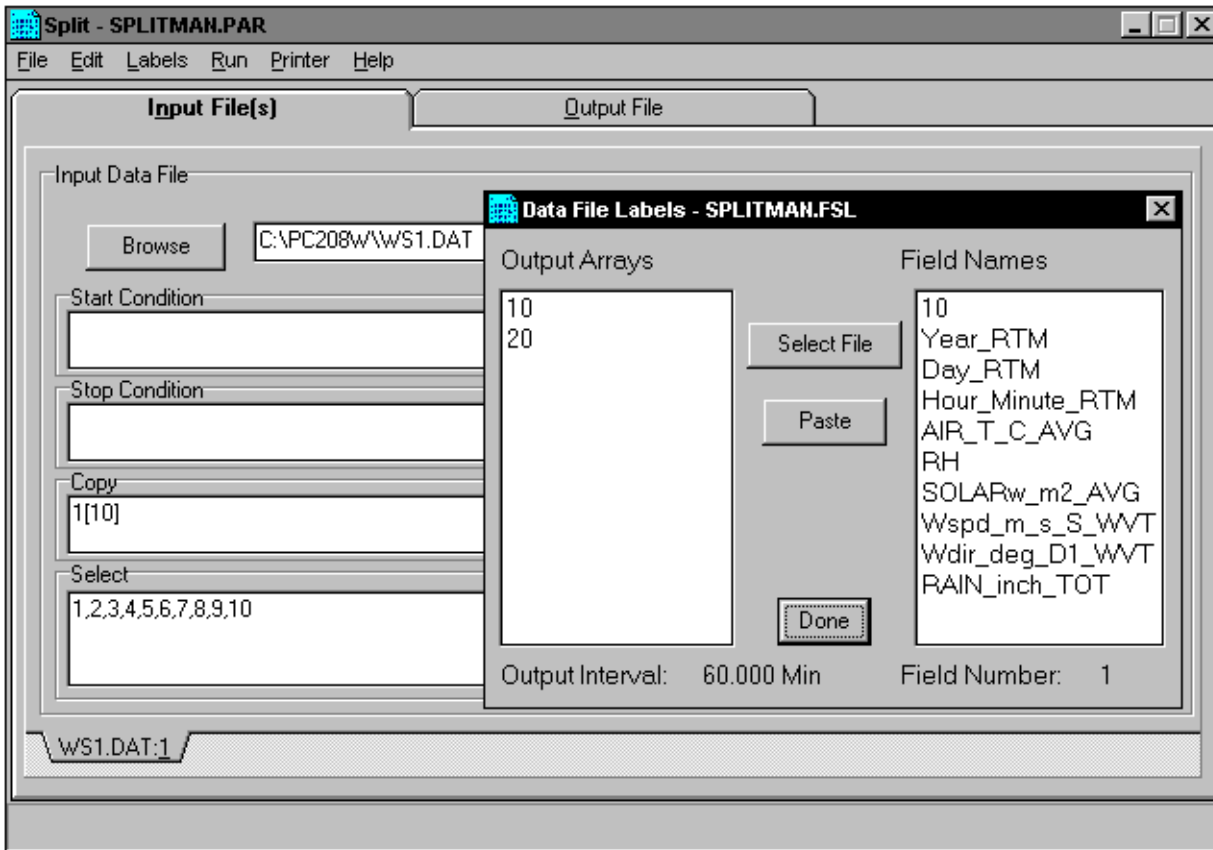 Split - SPLITMAN.PAR
File Edit Labels Run Printer Help
Input File(s)
Output File
Input Data File
Browse
C:\PC208W\WS1.DAT
Start Condition
Stop Condition
Copy
1[10]
Select
1,2,3,4,5,6,7,8,9,10
WS1.DAT:1
Data File Labels - SPLITMAN.FSL
Output Arrays
10
20
Select File
Paste
Done
Field Names
10
Year_RTM
Day_RTM
Hour_Minute_RTM
AIR_T_C_AVG
RH
SOLARw_m2_AVG
Wspd_m_s_S_WVT
Wdir_deg_D1_WVT
RAIN_inch_TOT
Output Interval: 60.000 Min
Field Number: 1